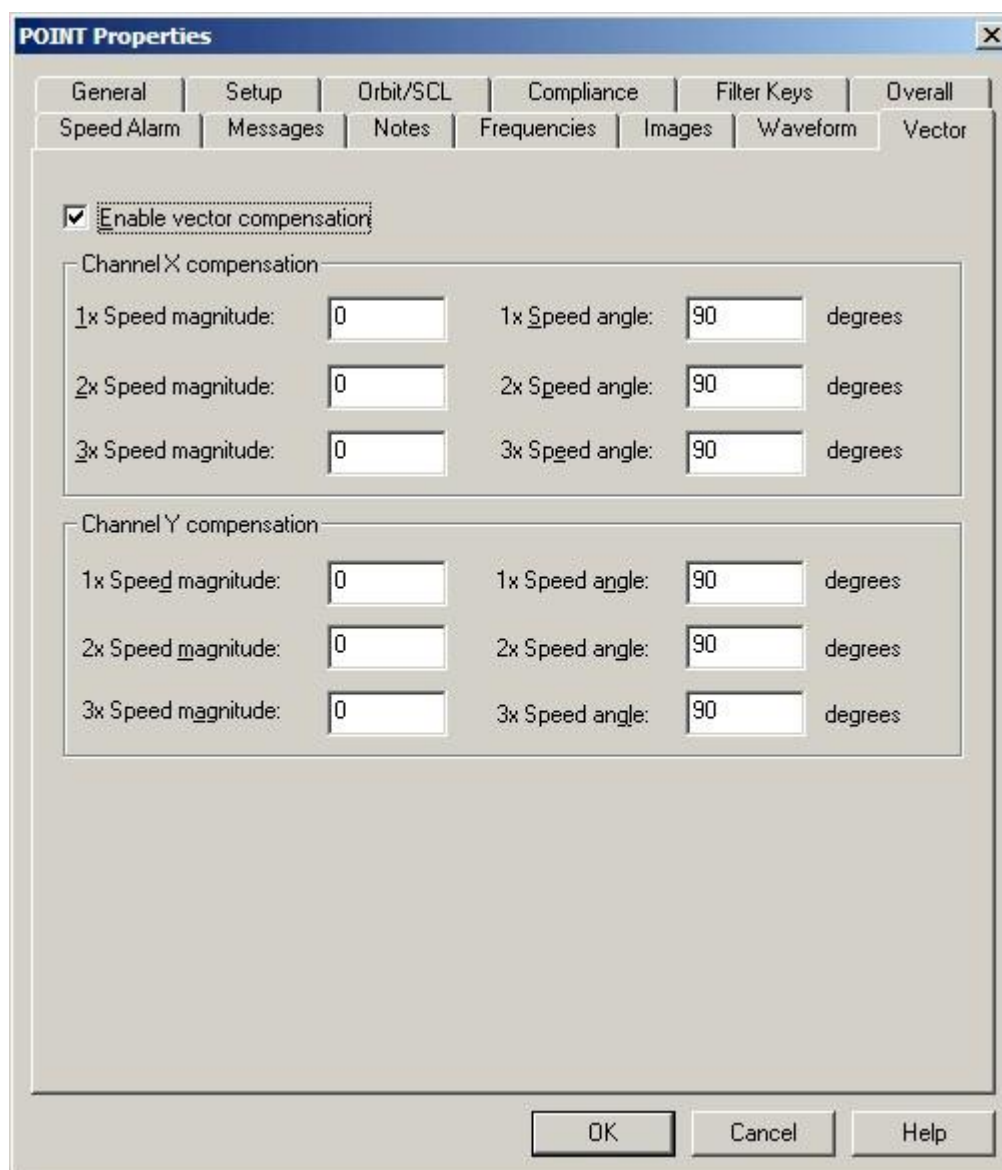 POINT Properties
General Setup Orbit/SCL Compliance Filter Keys Overall
Speed Alarm Messages Notes Frequencies Images Waveform Vector
Enable vector compensation
Channel X compensation
1x Speed magnitude: 0 1x Speed angle: 90 degrees
2x Speed magnitude: 0 2x Speed angle: 90 degrees
3x Speed magnitude: 0 3x Speed angle: 90 degrees
Channel Y compensation
1x Speed magnitude: 0 1x Speed angle: 90 degrees
2x Speed magnitude: 0 2x Speed angle: 90 degrees
3x Speed magnitude: 0 3x Speed angle: 90 degrees
OK Cancel Help